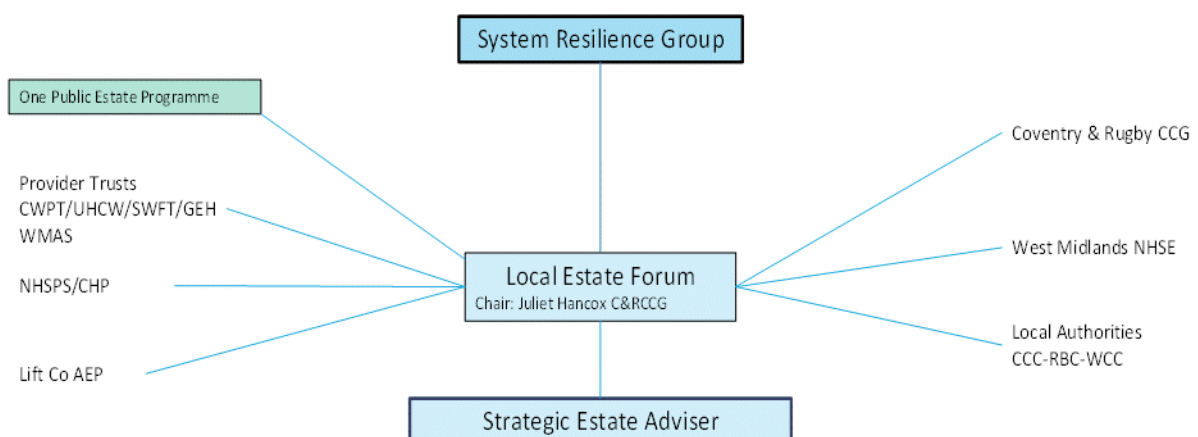 System Resilience Group
One Public Estate Programme
Coventry & Rugby CCG
Provider Trusts
CWPT/UHCW/SWFT/GEH
WMAS
West Midlands NHSE
Local Estate Forum
Chair: Juliet Hancox C&RCCG
NHSPS/CHP
Local Authorities
CCC-RBC-WCC
Lift Co AEP
Strategic Estate Adviser